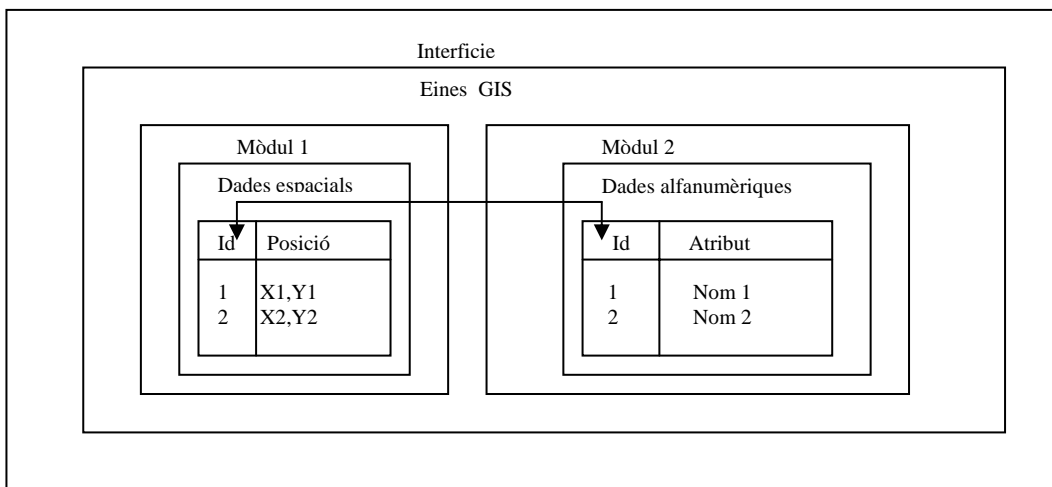 Interficie
Eines GIS
Mòdul 1
Dades espacials
Id Posició
1 X1,Y1
2 X2,Y2
Mòdul 2
Dades alfanumèriques
Id Atribut
1 Nom 1
2 Nom 2